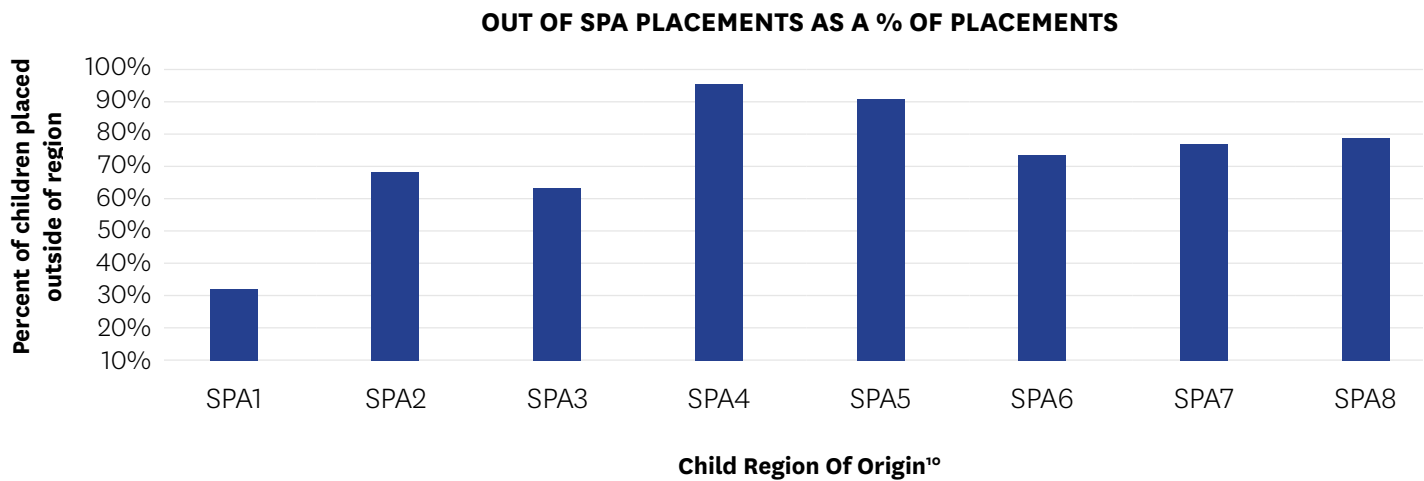 OUT OF SPA PLACEMENTS AS A % OF PLACEMENTS
Percent of children placed
outside of region
100%
90%
80%
70%
60%
50%
40%
30%
20%
10%
SPA1 SPA2 SPA3 SPA4 SPA5 SPA6 SPA7 SPA8
Child Region Of Origin¹⁰